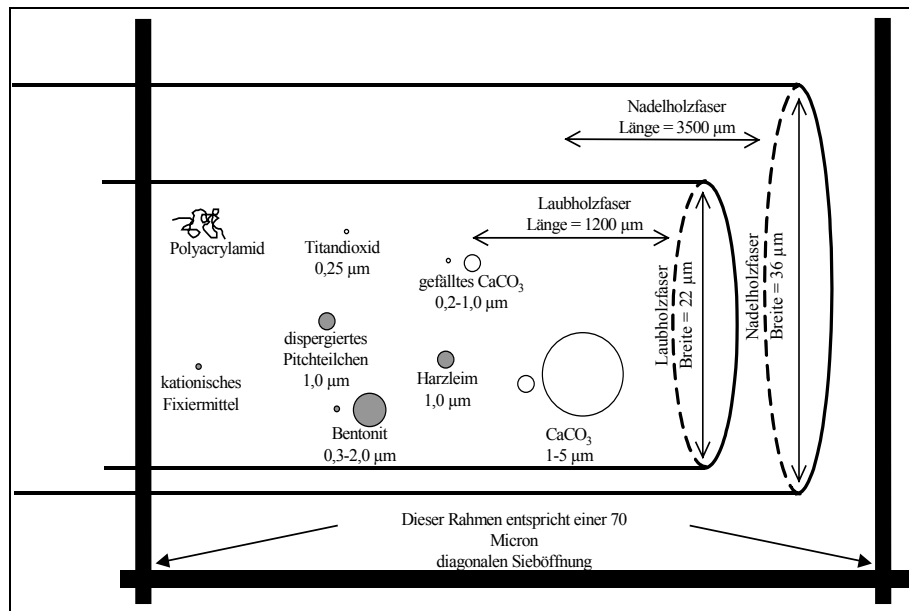 Nadelholzfaser
Länge = 3500 µm
Laubholzfaser
Länge = 1200 µm
Polyacrylamid
Titandioxid
0,25 µm
gefälltes CaCO₃
0,2-1,0 µm
Laubholzfaser
Breite = 22 µm
Nadelholzfaser
Breite = 36 µm
dispergiertes
Pitchteilchen
1,0 µm
Harzleim
1,0 µm
kationisches
Fixiermittel
Bentonit
0,3-2,0 µm
CaCO₃
1-5 µm
Dieser Rahmen entspricht einer 70
Micron
diagonalen Sieböffnung